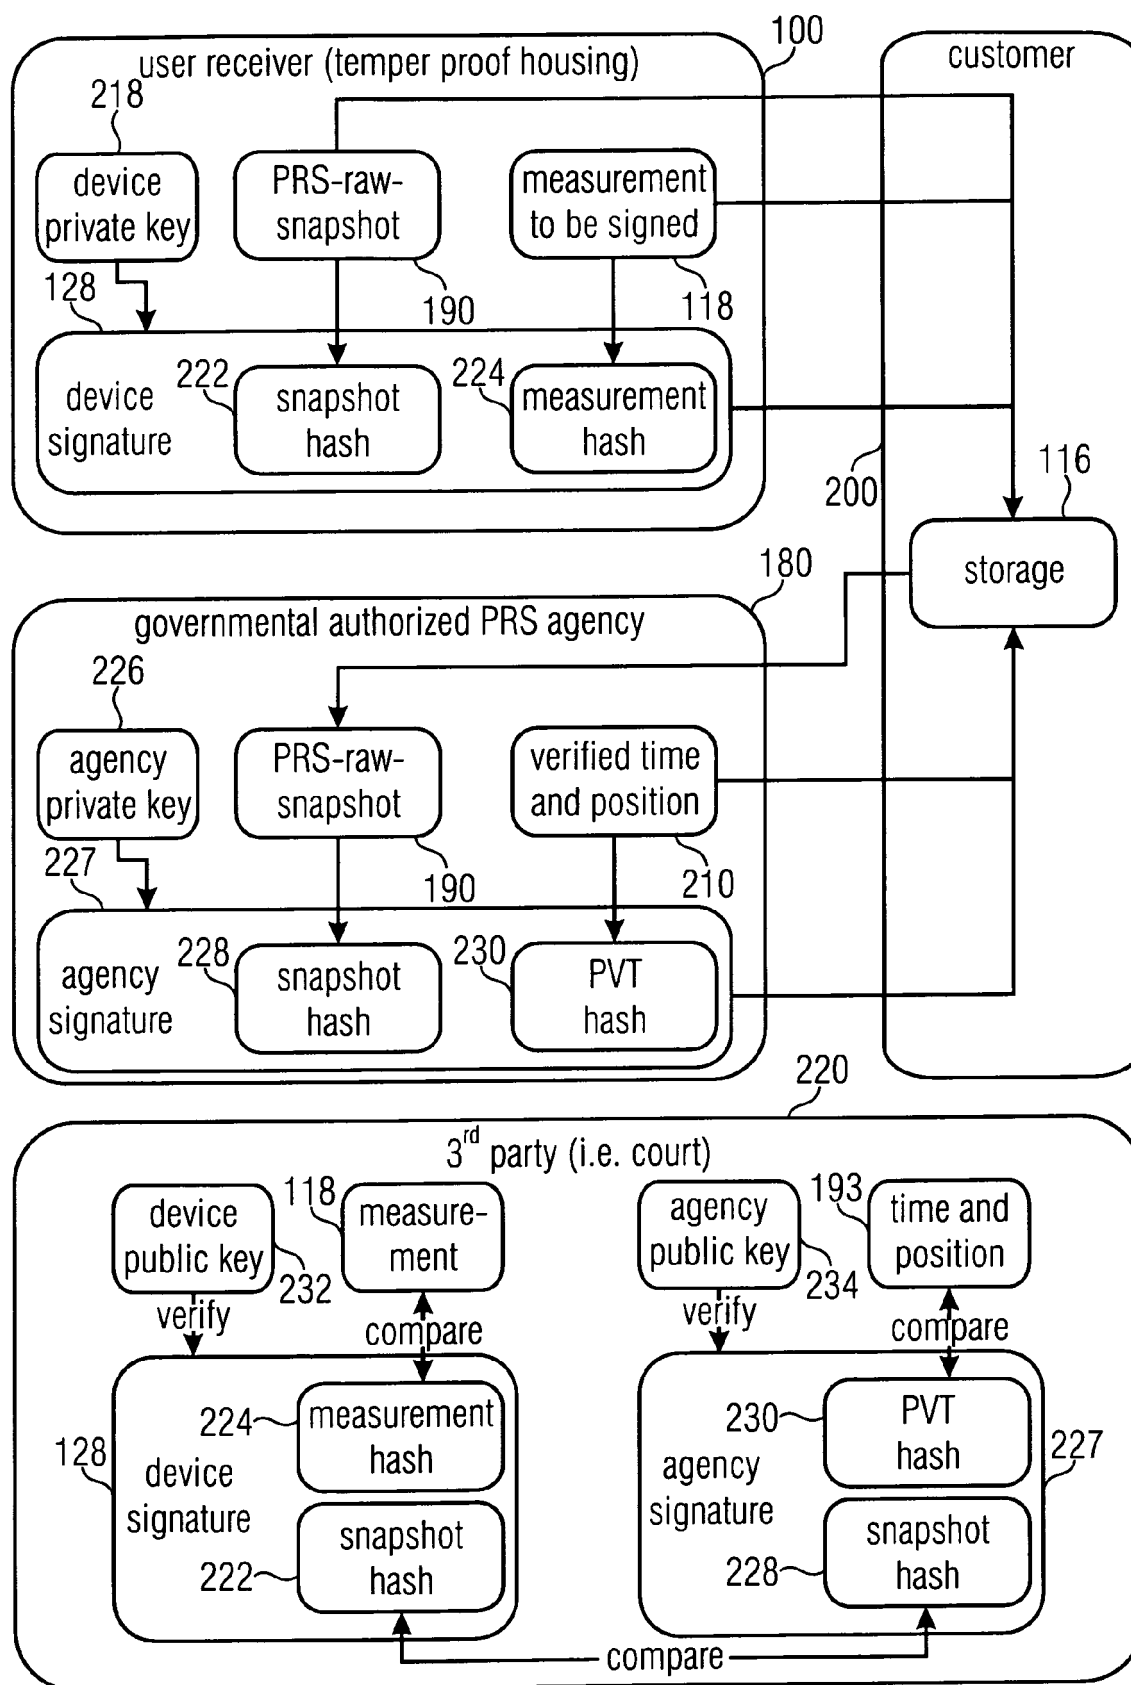 100
user receiver (temper proof housing)
customer
218
device
private key
PRS-raw-
snapshot
measurement
to be signed
128
190
118
222
224
device
signature
snapshot
hash
measurement
hash
200
116
storage
180
governmental authorized PRS agency
226
agency
private key
PRS-raw-
snapshot
verified time
and position
227
190
210
228
230
agency
signature
snapshot
hash
PVT
hash
220
3rd party (i.e. court)
device
public key
118
measure-
ment
agency
public key
193
time and
position
232
234
verify
compare
verify
compare
224
measurement
hash
230
PVT
hash
128
device
signature
agency
signature
227
222
snapshot
hash
228
snapshot
hash
compare